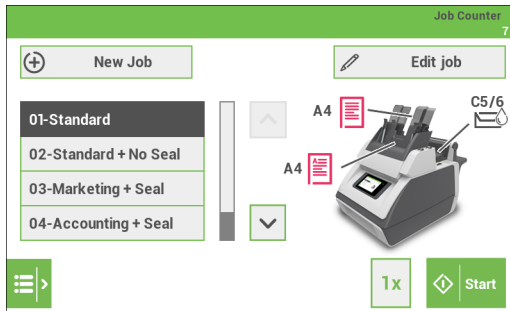 Job Counter
7
New Job
Edit job
01-Standard
02-Standard + No Seal
03-Marketing + Seal
04-Accounting + Seal
A4
C5/6
A4
1x
Start